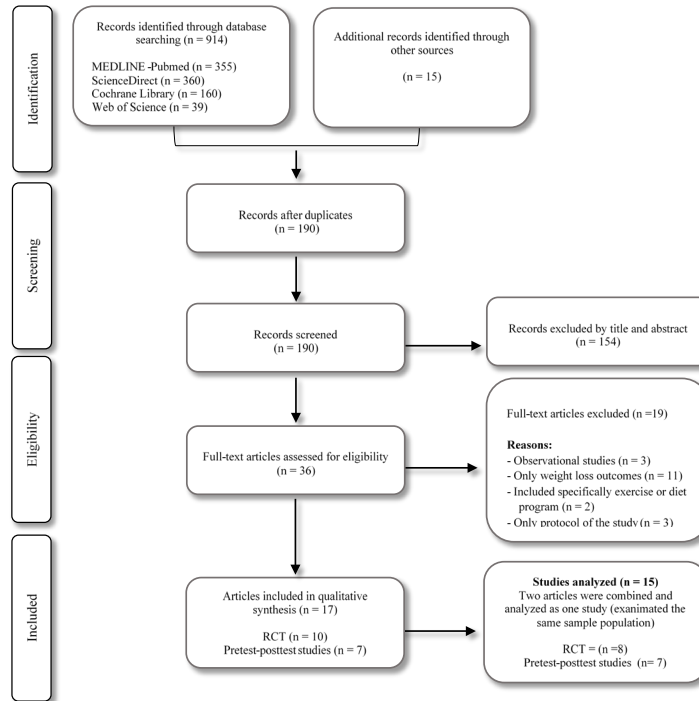 Identification
Records identified through database
searching (n = 914)
MEDLINE -Pubmed (n = 355)
ScienceDirect (n = 360)
Cochrane Library (n = 160)
Web of Science (n = 39)
Additional records identified through
other sources
(n = 15)
Screening
Records after duplicates
(n = 190)
Records screened
(n = 190)
Records excluded by title and abstract
(n = 154)
Eligibility
Full-text articles assessed for eligibility
(n = 36)
Full-text articles excluded (n =19)
Reasons:
- Observational studies (n = 3)
- Only weight loss outcomes (n = 11)
- Included specifically exercise or diet
program (n = 2)
- Only protocol of the study (n = 3)
Included
Articles included in qualitative
synthesis (n = 17)
RCT (n = 10)
Pretest-posttest studies (n = 7)
Studies analyzed (n = 15)
Two articles were combined and
analyzed as one study (exanimated the
same sample population)
RCT = (n =8)
Pretest-posttest studies (n= 7)